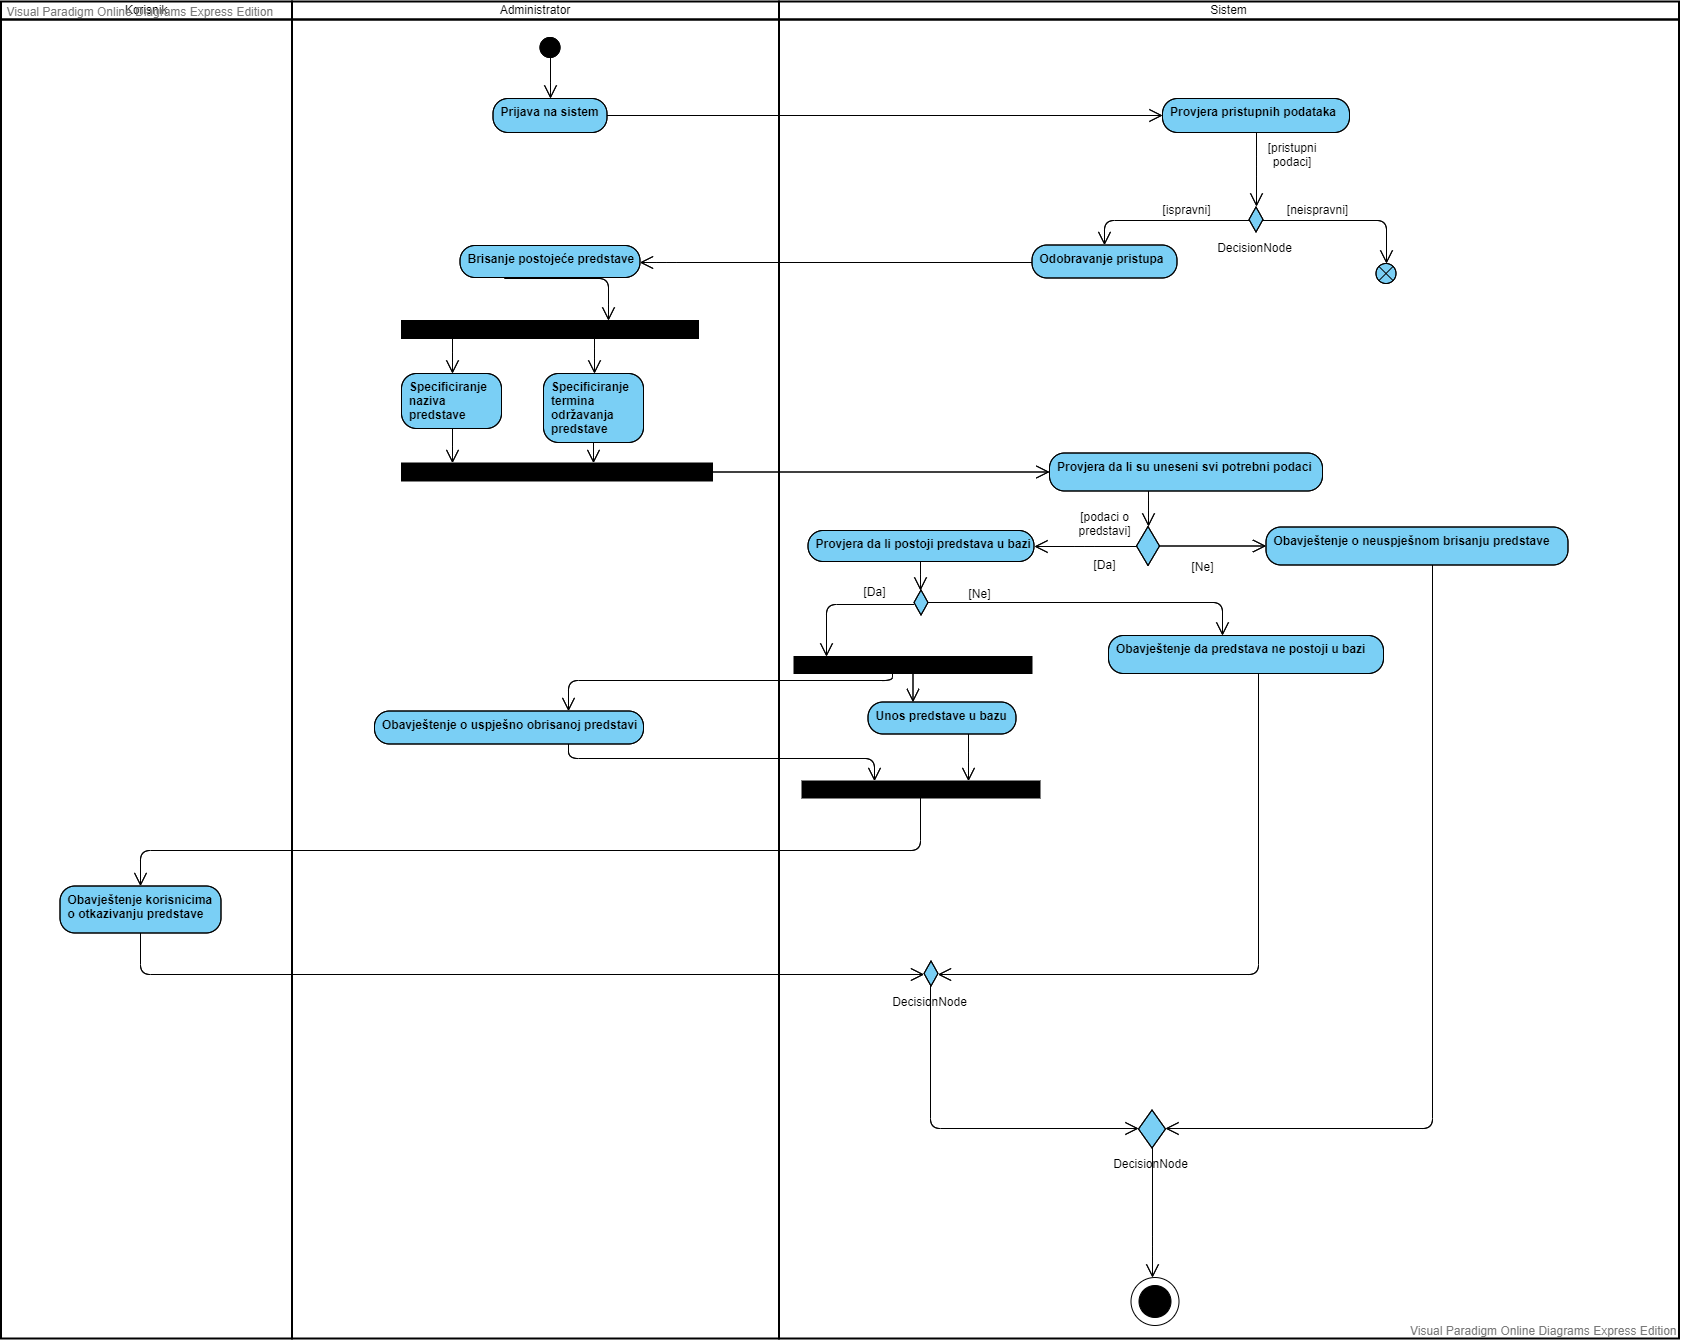 Visual Paradigm Online Diagrams Express Edition
Korisnik
Administrator
Sistem
Prijava na sistem
Provjera pristupnih podataka
[pristupni
podaci]
[ispravni]
[neispravni]
DecisionNode
Brisanje postojeće predstave
Odobravanje pristupa
Specificiranje
naziva
predstave
Specificiranje
termina
održavanja
predstave
Provjera da li su uneseni svi potrebni podaci
[podaci o
predstavi]
Provjera da li postoji predstava u bazi
Obavještenje o neuspješnom brisanju predstave
[Da]
[Ne]
[Da]
[Ne]
Obavještenje da predstava ne postoji u bazi
Obavještenje o uspješno obrisanoj predstavi
Unos predstave u bazu
Obavještenje korisnicima
o otkazivanju predstave
DecisionNode
DecisionNode
Visual Paradigm Online Diagrams Express Edition